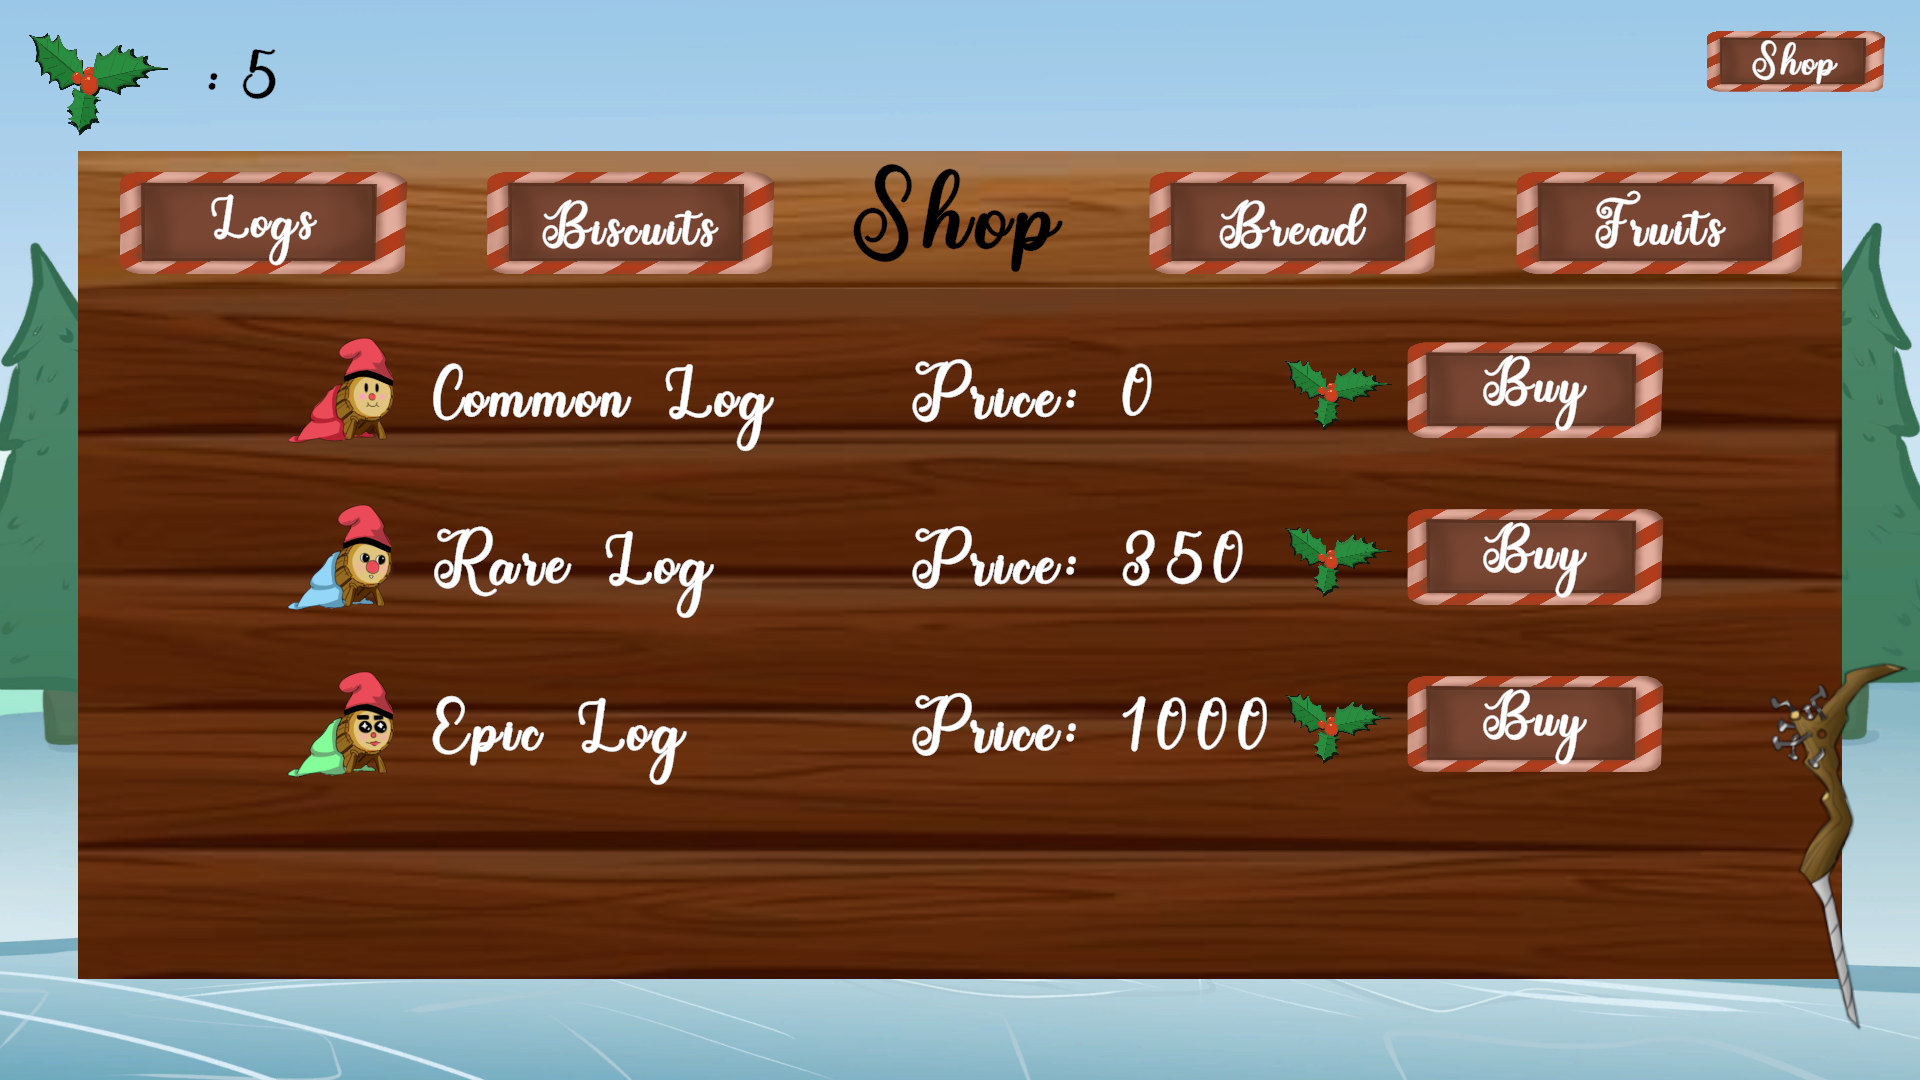 : 5
Shop
Logs
Biscuits
Shop
Bread
Fruits
Common Log Price: 0 Buy
Rare Log Price: 350 Buy
Epic Log Price: 1000 Buy